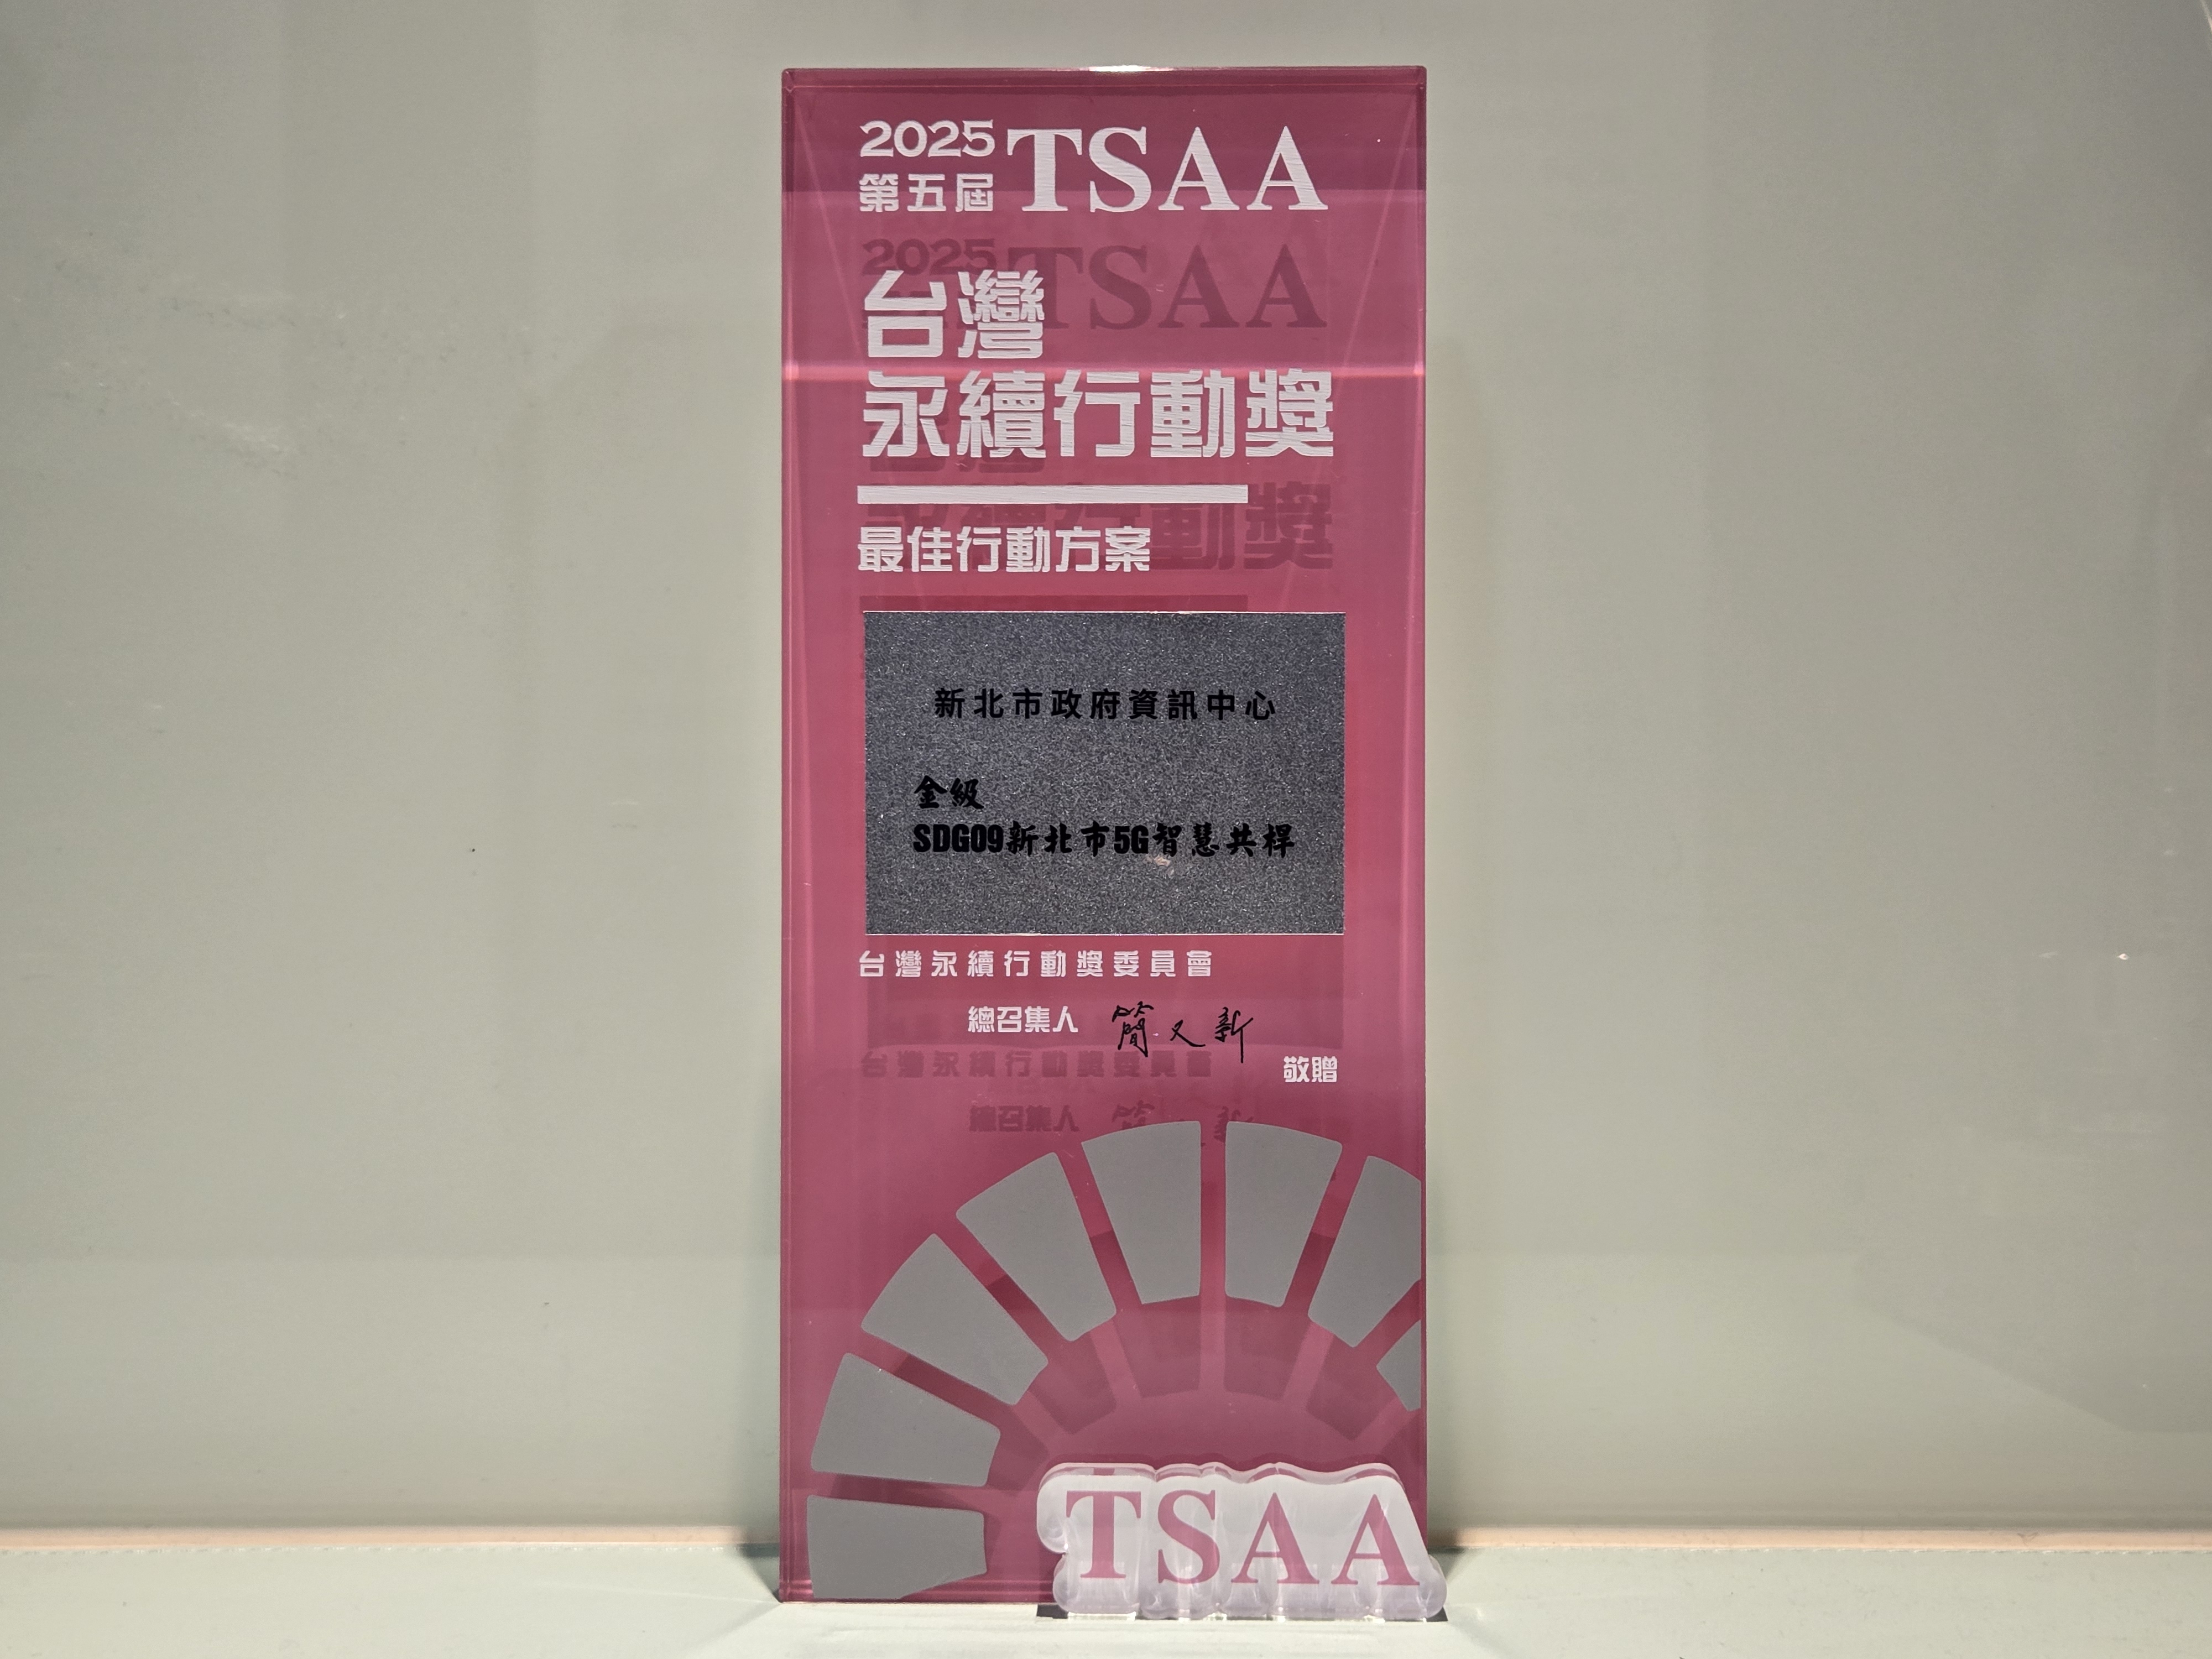 2025 TSAA
第五屆
台灣
永續行動獎
最佳行動方案
新北市政府資訊中心
金級
SDG09新北市5G智慧共桿
台灣永續行動獎委員會
總召集人 簡又新
敬贈
TSAA